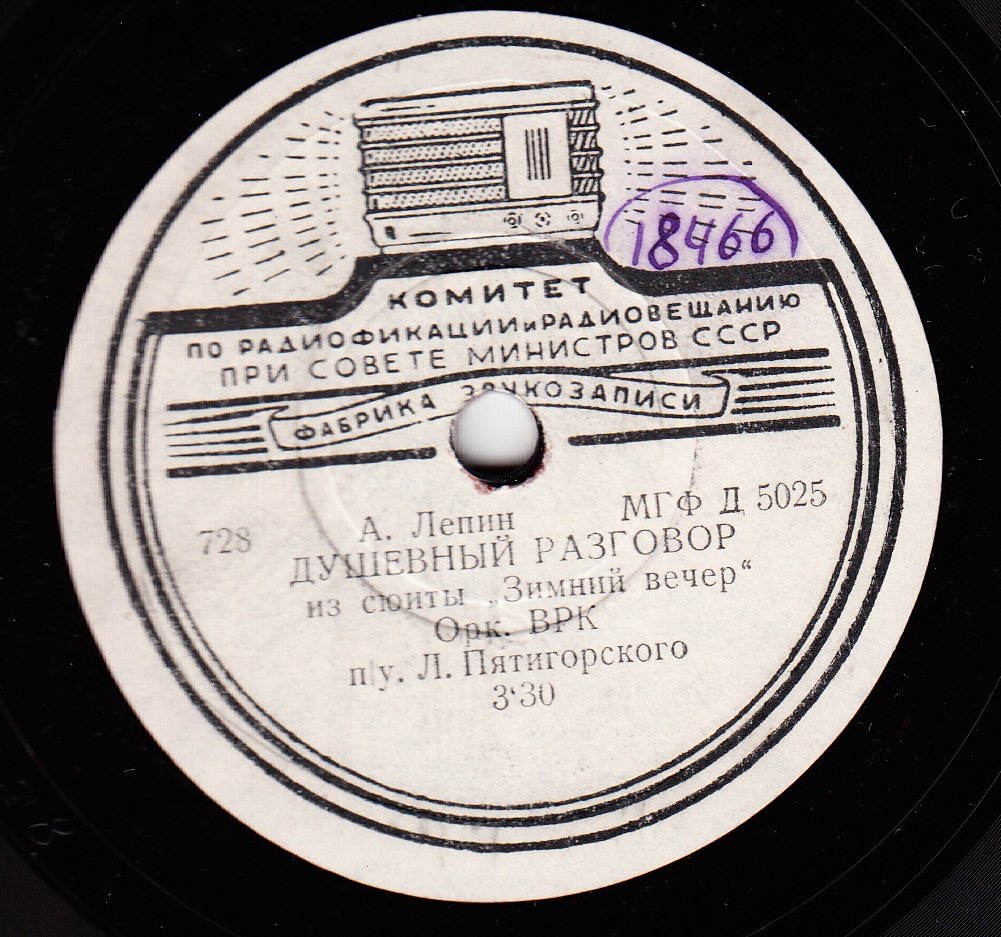 18466
КОМИТЕТ
ПО РАДИОФИКАЦИИ и РАДИОВЕЩАНИЮ
ПРИ СОВЕТЕ МИНИСТРОВ СССР
ФАБРИКА ЗВУКОЗАПИСИ
728 А. Лепин МГФ Д 5025
ДУШЕВНЫЙ РАЗГОВОР
из сюиты „Зимний вечер“
Орк. ВРК
п/у. Л. Пятигорского
3‘30